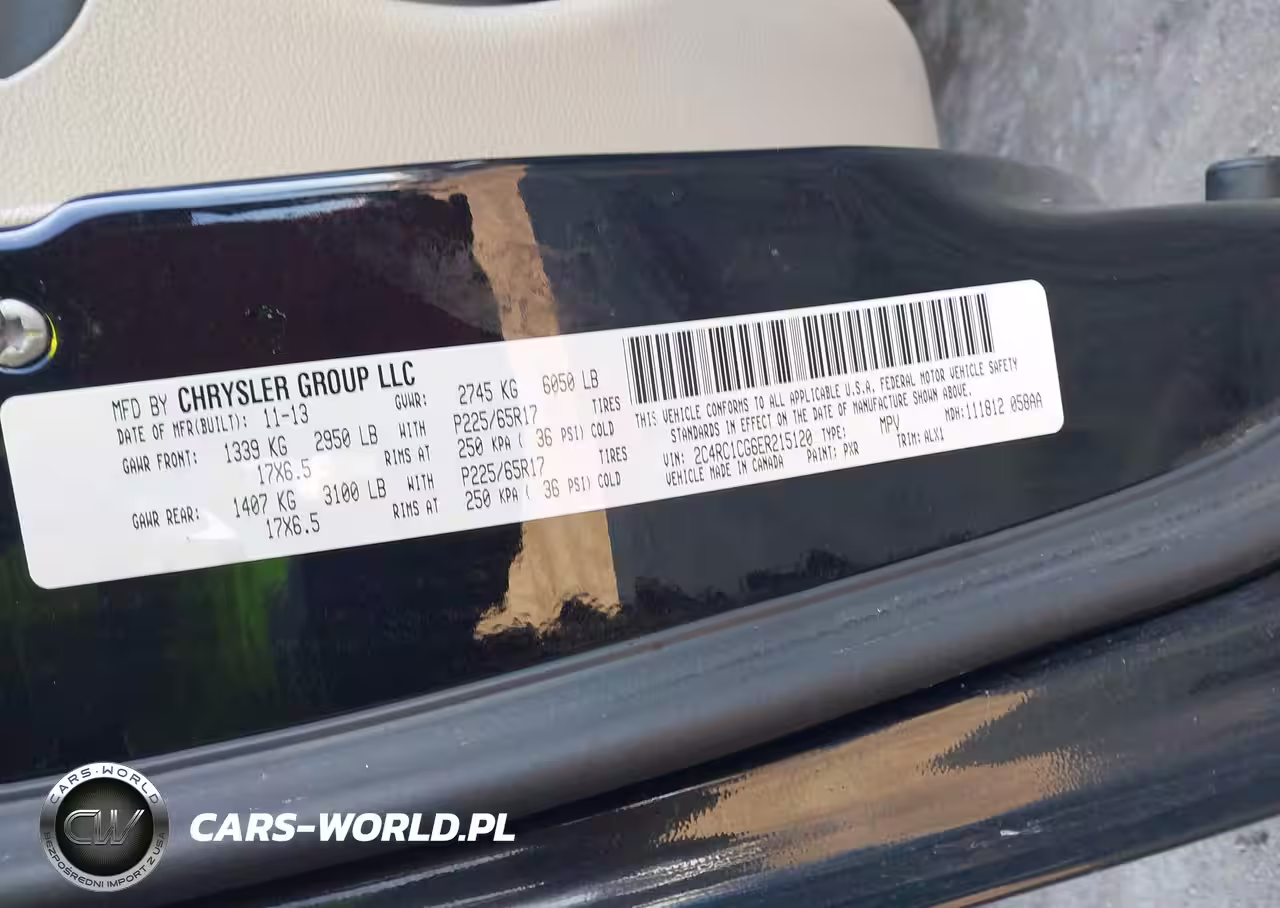 MFD BY CHRYSLER GROUP LLC
DATE OF MFR(BUILT): 11-13 GVWR: 2745 KG 6050 LB
GAWR FRONT: 1339 KG 2950 LB WITH P225/65R17 TIRES
17X6.5 RIMS AT 250 KPA ( 36 PSI) COLD
GAWR REAR: 1407 KG 3100 LB WITH P225/65R17 TIRES
17X6.5 RIMS AT 250 KPA ( 36 PSI) COLD
THIS VEHICLE CONFORMS TO ALL APPLICABLE U.S.A. FEDERAL MOTOR VEHICLE SAFETY
STANDARDS IN EFFECT ON THE DATE OF MANUFACTURE SHOWN ABOVE.
VIN: 2C4RC1CG6ER215120 TYPE: MPV MDH:111812 058AA
VEHICLE MADE IN CANADA PAINT: PXR TRIM: ALX1
CARS-WORLD
CW
BEZPOŚREDNI IMPORT Z USA
CARS-WORLD.PL